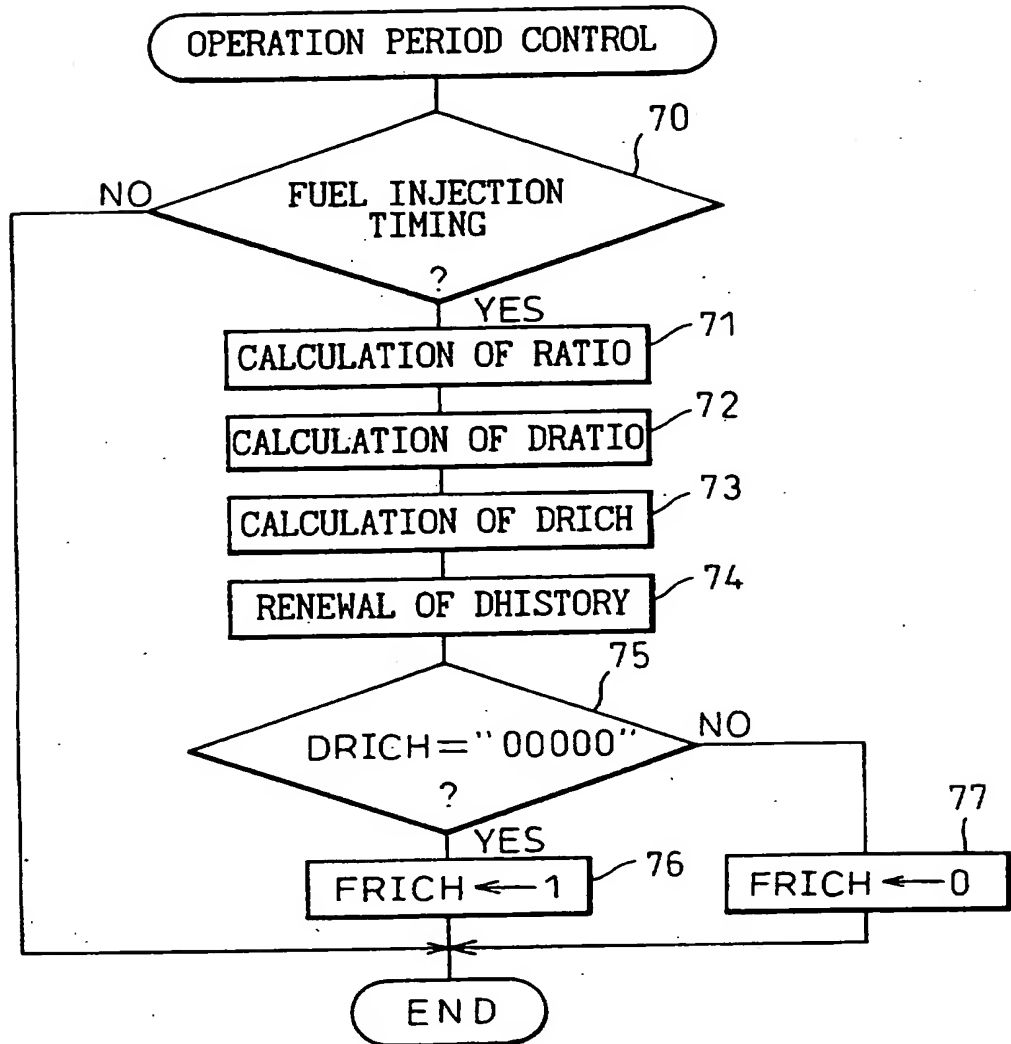 OPERATION PERIOD CONTROL
70
NO
FUEL INJECTION
TIMING
?
YES
71
CALCULATION OF RATIO
72
CALCULATION OF DRATIO
73
CALCULATION OF DRICH
74
RENEWAL OF DHISTORY
75
NO
DRICH="00000"
?
YES
77
76
FRICH ← 1
FRICH ← 0
END